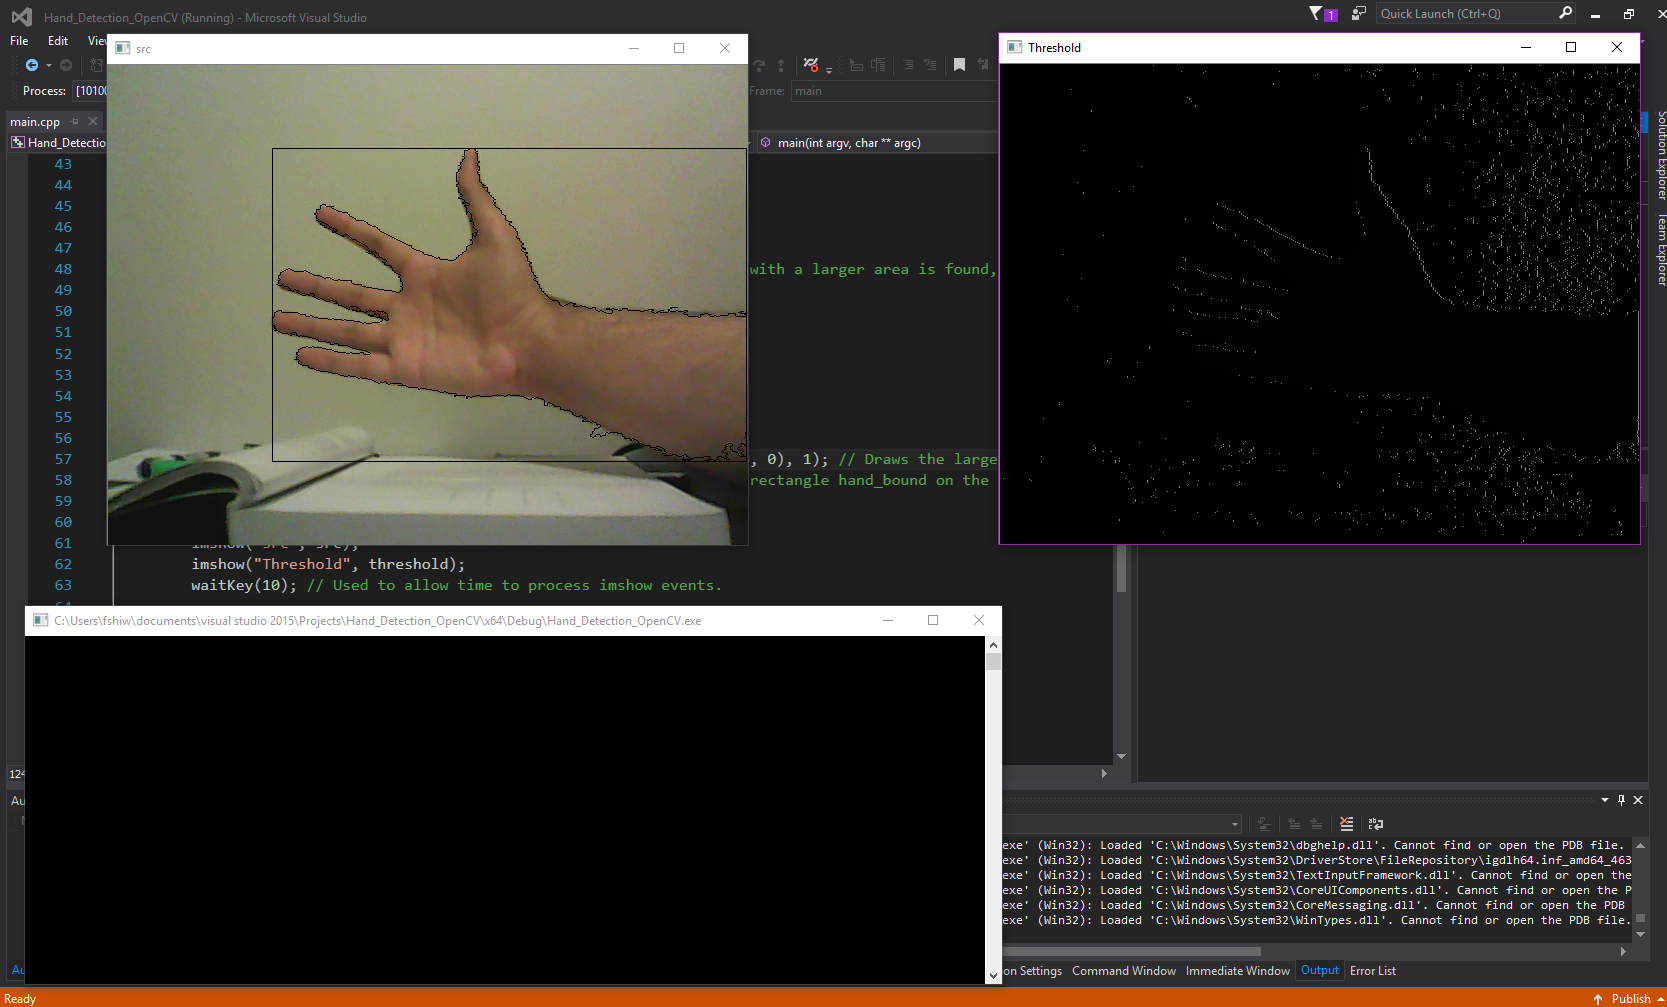 Hand_Detection_OpenCV (Running) - Microsoft Visual Studio
1
Quick Launch (Ctrl+Q)
File Edit
src
Threshold
Process:
Frame: main
main.cpp
main(int argv, char ** argc)
Solution Explorer
Team Explorer
43
44
45
46
47
48 with a larger area is found,
49
50
51
52
53
54
55
56
57 , 0), 1); // Draws the large
58 rectangle hand_bound on the
59
60
61
62 imshow("Threshold", threshold);
63 waitKey(10); // Used to allow time to process imshow events.
C:\Users\fshiw\documents\visual studio 2015\Projects\Hand_Detection_OpenCV\x64\Debug\Hand_Detection_OpenCV.exe
exe' (Win32): Loaded 'C:\Windows\System32\dbghelp.dll'. Cannot find or open the PDB file.
exe' (Win32): Loaded 'C:\Windows\System32\DriverStore\FileRepository\igdlh64.inf_amd64_463
exe' (Win32): Loaded 'C:\Windows\System32\TextInputFramework.dll'. Cannot find or open the
exe' (Win32): Loaded 'C:\Windows\System32\CoreUIComponents.dll'. Cannot find or open the P
exe' (Win32): Loaded 'C:\Windows\System32\CoreMessaging.dll'. Cannot find or open the PDB
exe' (Win32): Loaded 'C:\Windows\System32\WinTypes.dll'. Cannot find or open the PDB file.
on Settings Command Window Immediate Window Output Error List
Ready
Publish